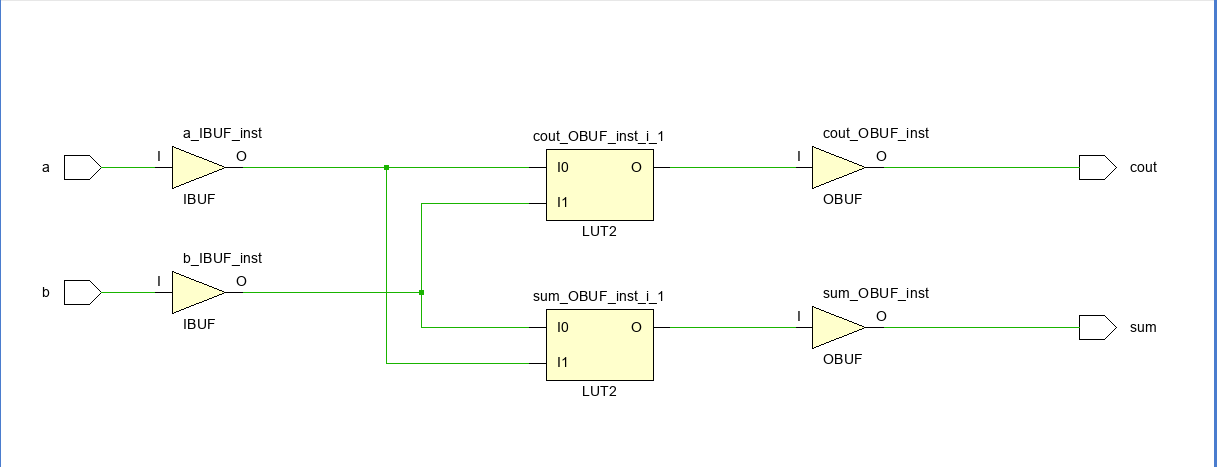 a_IBUF_inst
cout_OBUF_inst_i_1
cout_OBUF_inst
a
I
O
I0
O
I
O
cout
IBUF
I1
OBUF
LUT2
b_IBUF_inst
b
I
O
IBUF
sum_OBUF_inst_i_1
sum_OBUF_inst
I0
O
I
O
sum
I1
OBUF
LUT2